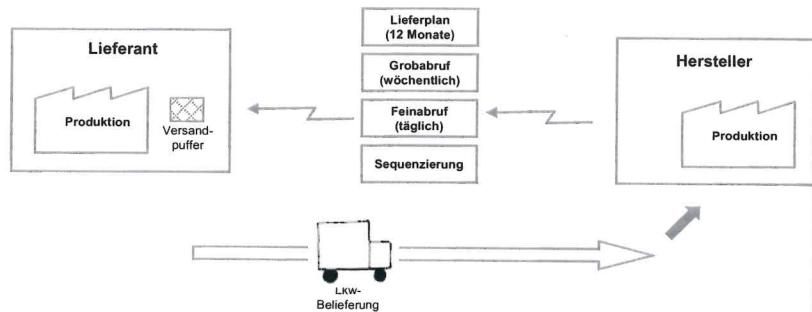 Lieferant
Produktion
Versand-
puffer
Lieferplan
(12 Monate)
Grobabruf
(wöchentlich)
Feinabruf
(täglich)
Sequenzierung
Hersteller
Produktion
Lkw-
Belieferung